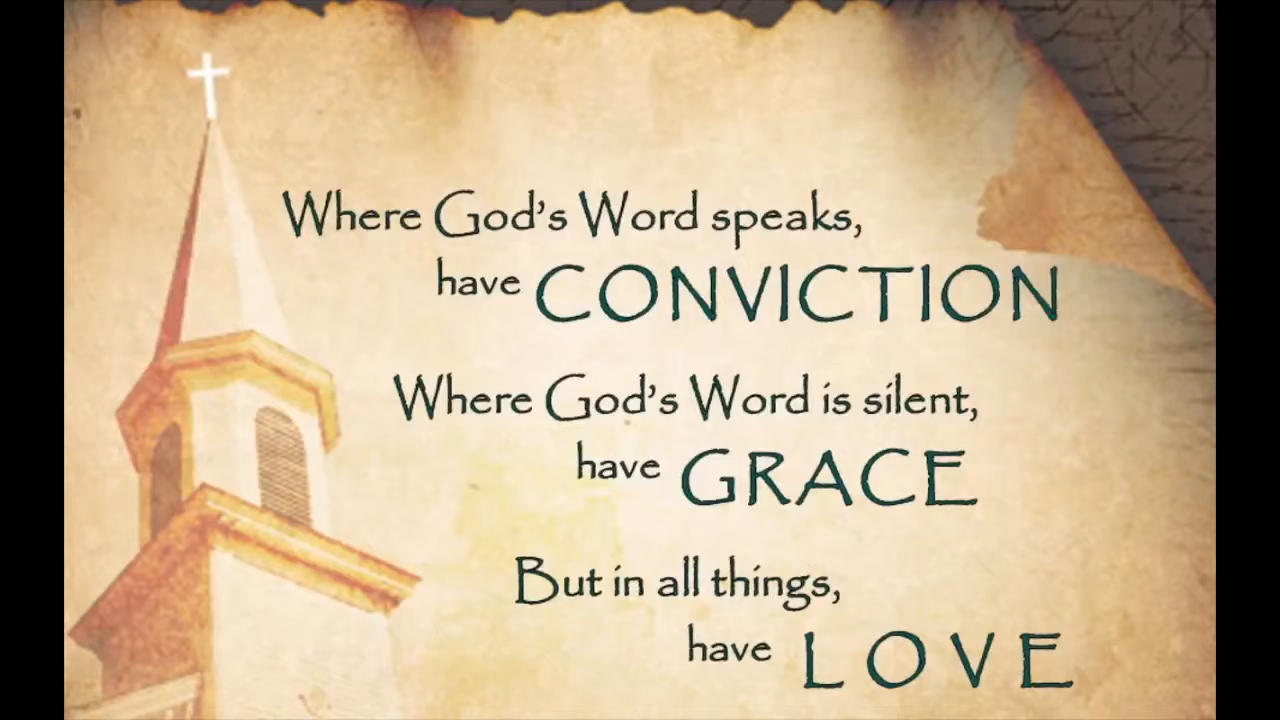 Where God's Word speaks,
have CONVICTION
Where God's Word is silent,
have GRACE
But in all things,
have LOVE